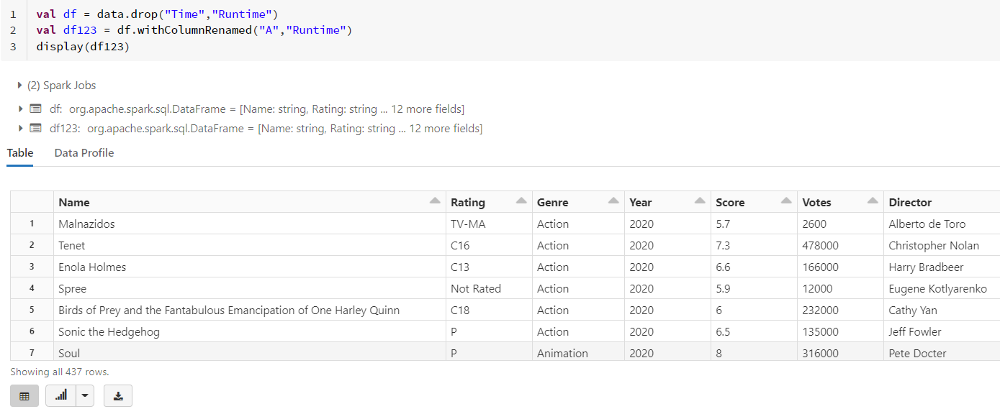 1 val df = data.drop("Time","Runtime")
2 val df123 = df.withColumnRenamed("A","Runtime")
3 display(df123)
(2) Spark Jobs
df: org.apache.spark.sql.DataFrame = [Name: string, Rating: string ... 12 more fields]
df123: org.apache.spark.sql.DataFrame = [Name: string, Rating: string ... 12 more fields]
Table Data Profile
Name Rating Genre Year Score Votes Director
1 Malnazidos TV-MA Action 2020 5.7 2600 Alberto de Toro
2 Tenet C16 Action 2020 7.3 478000 Christopher Nolan
3 Enola Holmes C13 Action 2020 6.6 166000 Harry Bradbeer
4 Spree Not Rated Action 2020 5.9 12000 Eugene Kotlyarenko
5 Birds of Prey and the Fantabulous Emancipation of One Harley Quinn C18 Action 2020 6 232000 Cathy Yan
6 Sonic the Hedgehog P Action 2020 6.5 135000 Jeff Fowler
7 Soul P Animation 2020 8 316000 Pete Docter
Showing all 437 rows.